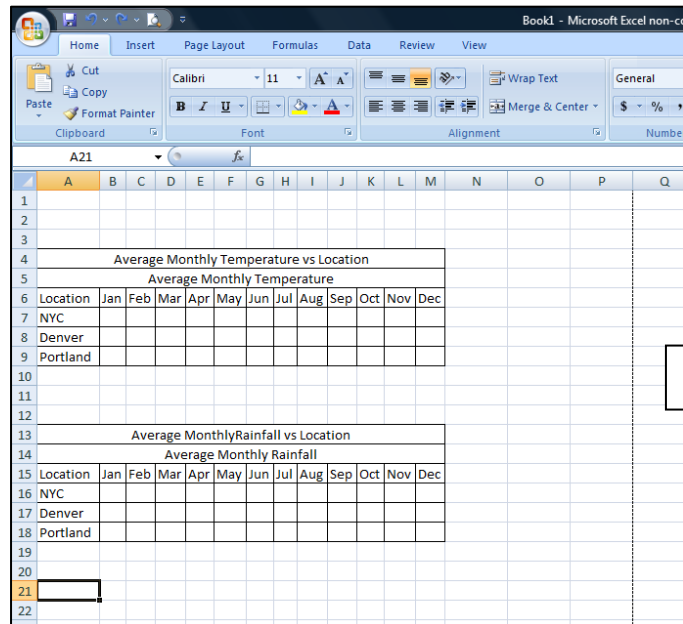 Book1 - Microsoft Excel non-co
Home Insert Page Layout Formulas Data Review View
Cut
Copy
Format Painter
Paste
Calibri 11 A A
B I U A
Wrap Text
Merge & Center
General
$ % ,
Clipboard Font Alignment Numbe
A21 fx
A B C D E F G H I J K L M N O P Q
1
2
3
4 Average Monthly Temperature vs Location
5 Average Monthly Temperature
6 Location Jan Feb Mar Apr May Jun Jul Aug Sep Oct Nov Dec
7 NYC
8 Denver
9 Portland
10
11
12
13 Average MonthlyRainfall vs Location
14 Average Monthly Rainfall
15 Location Jan Feb Mar Apr May Jun Jul Aug Sep Oct Nov Dec
16 NYC
17 Denver
18 Portland
19
20
21
22